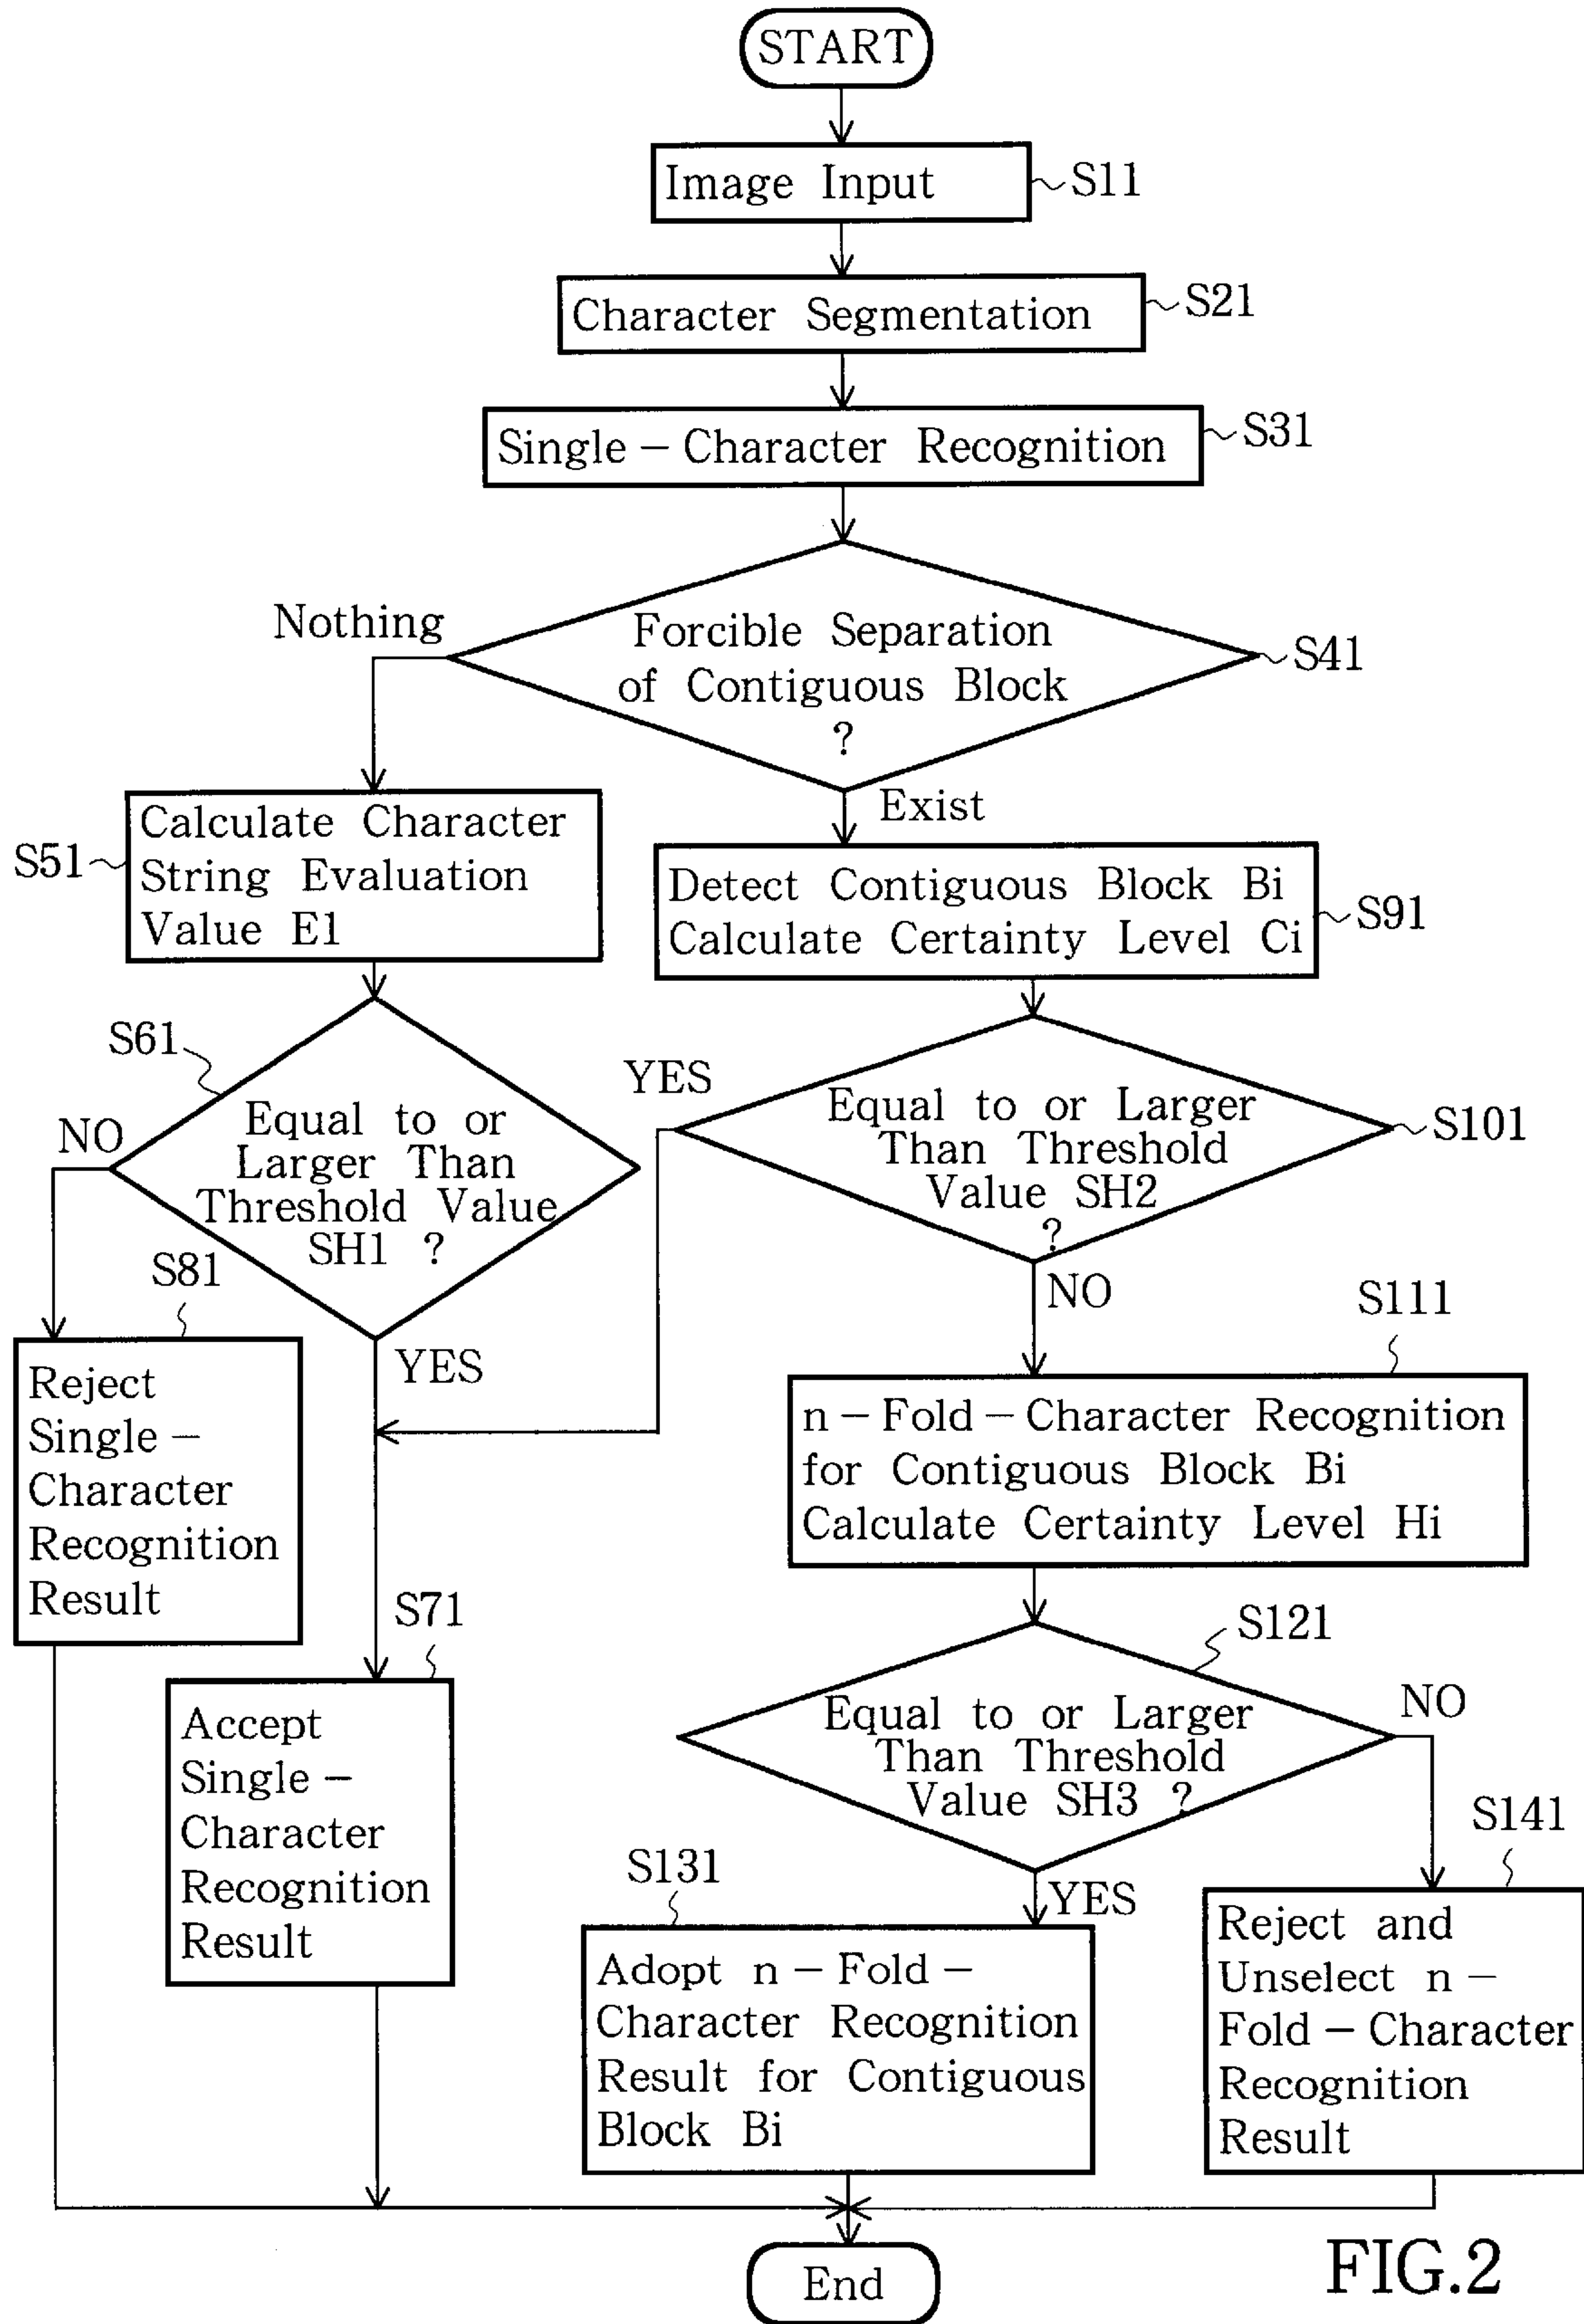 START
Image Input
S11
Character Segmentation
S21
Single-Character Recognition
S31
Forcible Separation
of Contiguous Block
?
S41
Nothing
Exist
Calculate Character
String Evaluation
Value E1
S51
Detect Contiguous Block Bi
Calculate Certainty Level Ci
S91
S61
Equal to or
Larger Than
Threshold Value
SH1 ?
NO
YES
YES
Equal to or Larger
Than Threshold
Value SH2
?
S101
NO
S81
Reject
Single-
Character
Recognition
Result
S111
n-Fold-Character Recognition
for Contiguous Block Bi
Calculate Certainty Level Hi
S71
Accept
Single-
Character
Recognition
Result
S121
Equal to or Larger
Than Threshold
Value SH3 ?
NO
YES
S131
Adopt n-Fold-
Character Recognition
Result for Contiguous
Block Bi
S141
Reject and
Unselect n-
Fold-Character
Recognition
Result
End
FIG.2